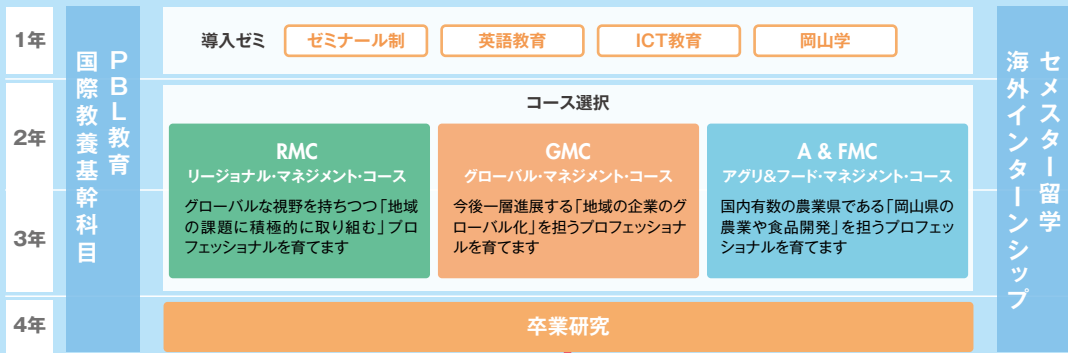 1年
2年
3年
4年
PBL教育
国際教養基幹科目
導入ゼミ ゼミナール制 英語教育 ICT教育 岡山学
コース選択
RMC
リージョナル・マネジメント・コース
グローバルな視野を持ちつつ「地域
の課題に積極的に取り組む」プロ
フェッショナルを育てます
GMC
グローバル・マネジメント・コース
今後一層進展する「地域の企業のグ
ローバル化」を担うプロフェッショナ
ルを育てます
A & FMC
アグリ&フード・マネジメント・コース
国内有数の農業県である「岡山県の
農業や食品開発」を担うプロフェッ
ショナルを育てます
卒業研究
セメスター留学
海外インターンシップ